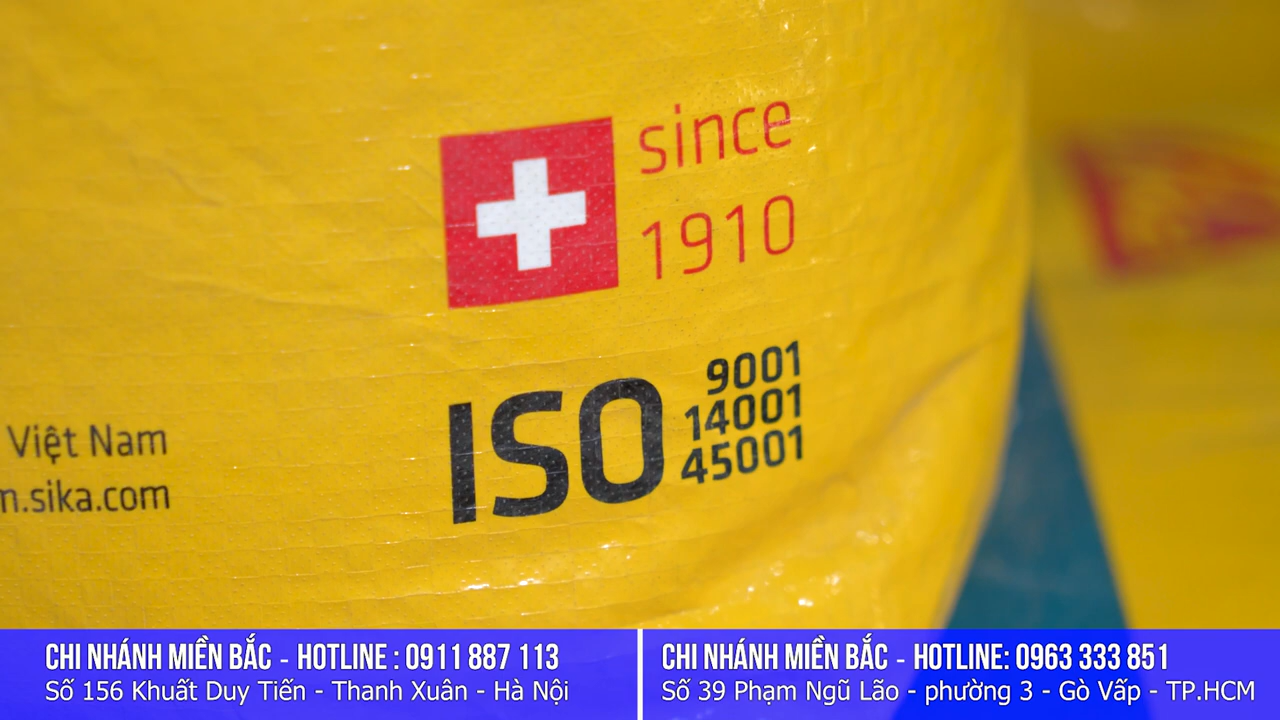 since
1910
ISO
9001
14001
45001
Việt Nam
n.sika.com
CHI NHÁNH MIỀN BẮC - HOTLINE : 0911 887 113
Số 156 Khuất Duy Tiến - Thanh Xuân - Hà Nội
CHI NHÁNH MIỀN BẮC - HOTLINE: 0963 333 851
Số 39 Phạm Ngũ Lão - phường 3 - Gò Vấp - TP.HCM